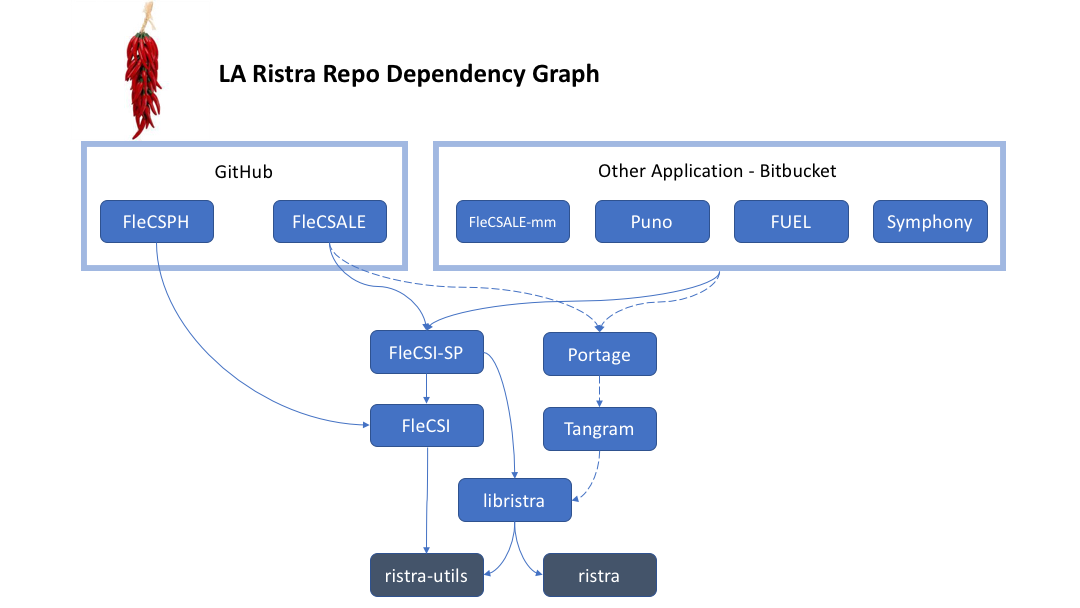 LA Ristra Repo Dependency Graph
GitHub
Other Application - Bitbucket
FleCSPH
FleCSALE
FleCSALE-mm
Puno
FUEL
Symphony
FleCSI-SP
Portage
FleCSI
Tangram
libristra
ristra-utils
ristra